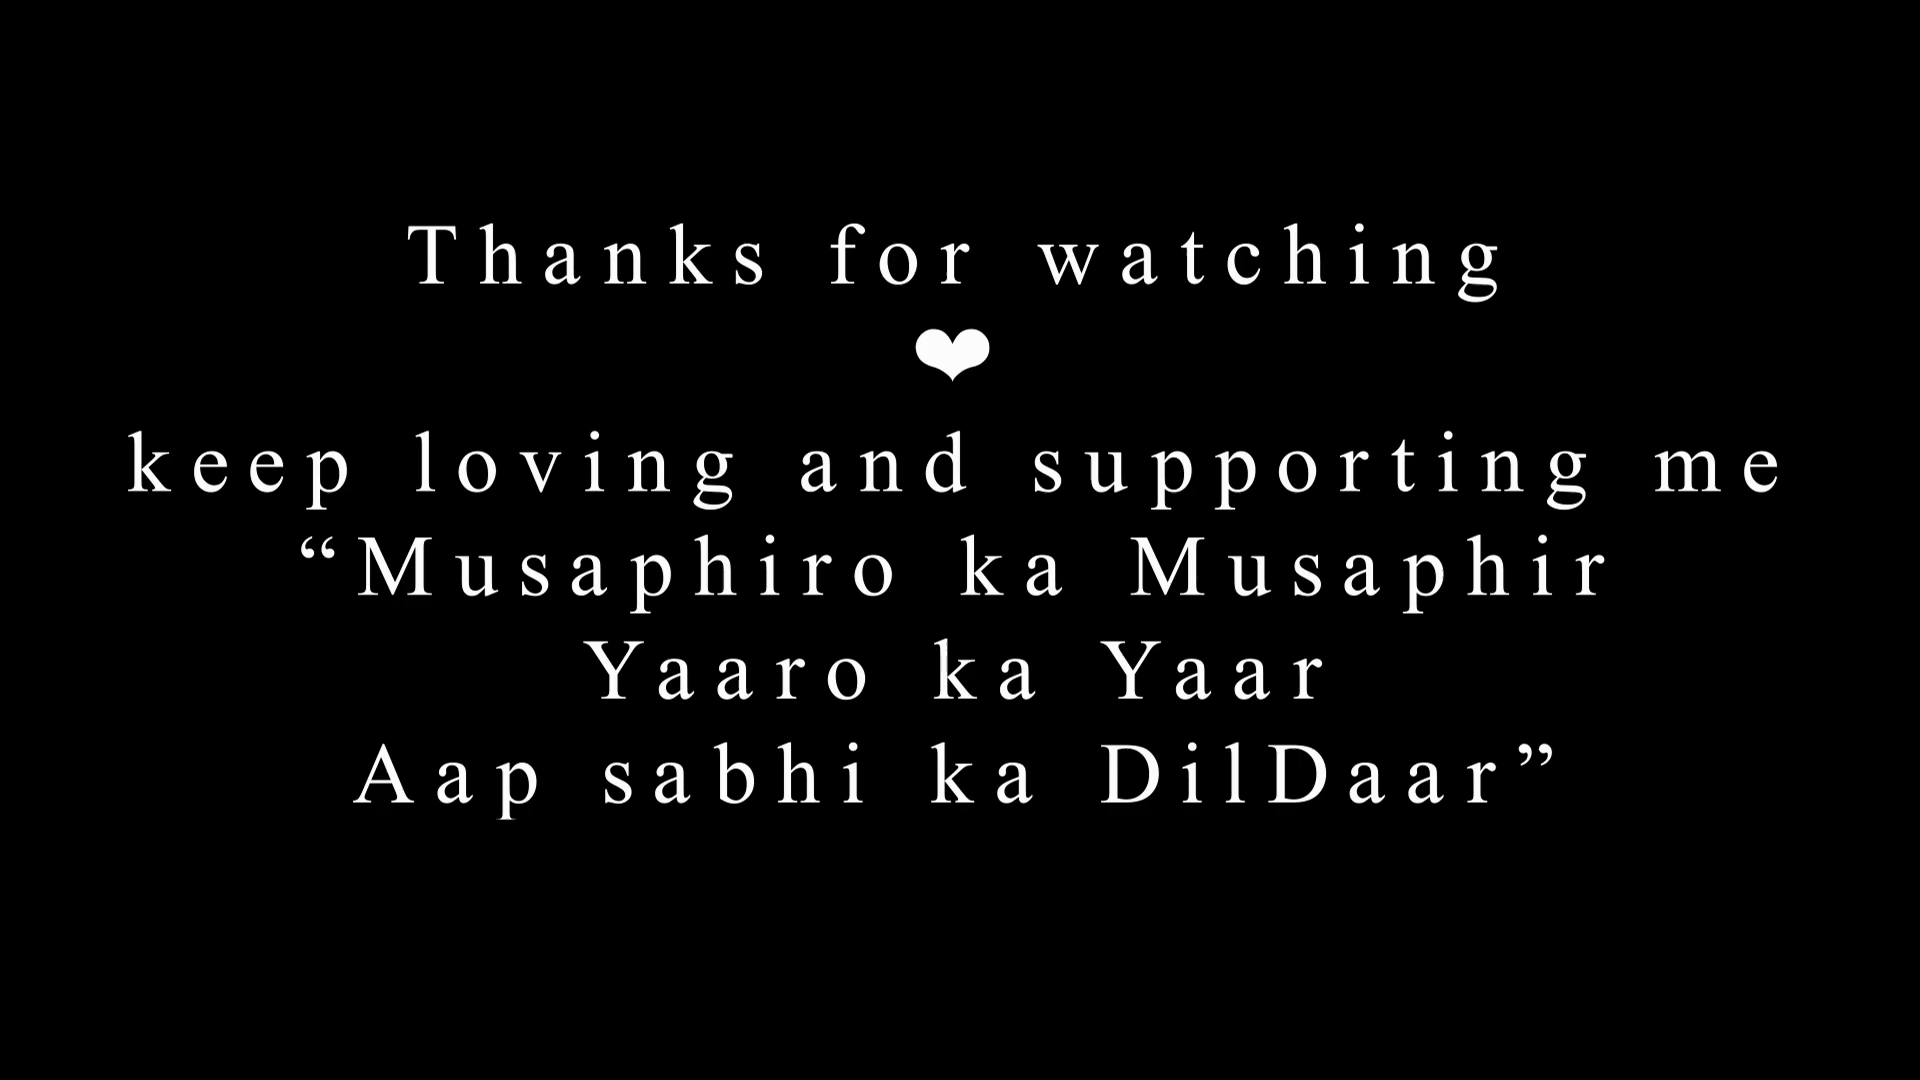 Thanks for watching
❤
keep loving and supporting me
“Musaphiro ka Musaphir
Yaaro ka Yaar
Aap sabhi ka DilDaar”